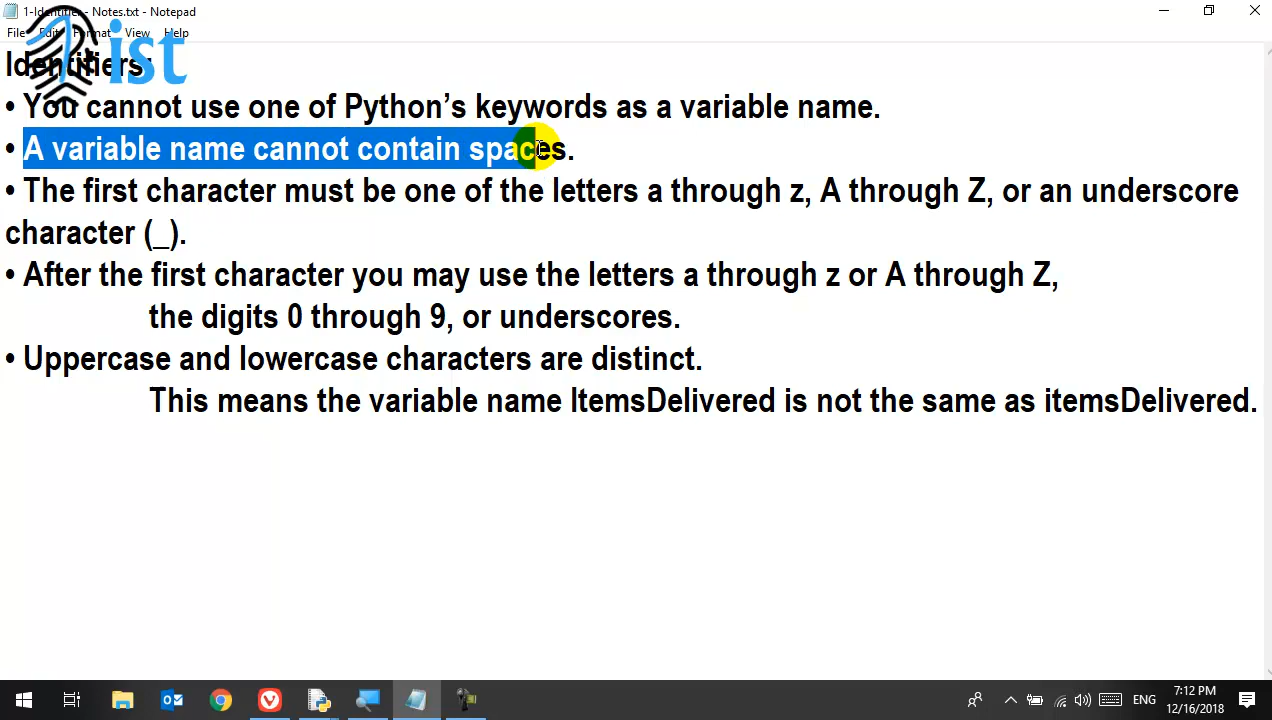 1-Identifier - Notes.txt - Notepad
File Edit Format View Help
ist
Identifiers:
• You cannot use one of Python’s keywords as a variable name.
• A variable name cannot contain spaces.
• The first character must be one of the letters a through z, A through Z, or an underscore
character (_).
• After the first character you may use the letters a through z or A through Z,
the digits 0 through 9, or underscores.
• Uppercase and lowercase characters are distinct.
This means the variable name ItemsDelivered is not the same as itemsDelivered.
ENG
7:12 PM
12/16/2018